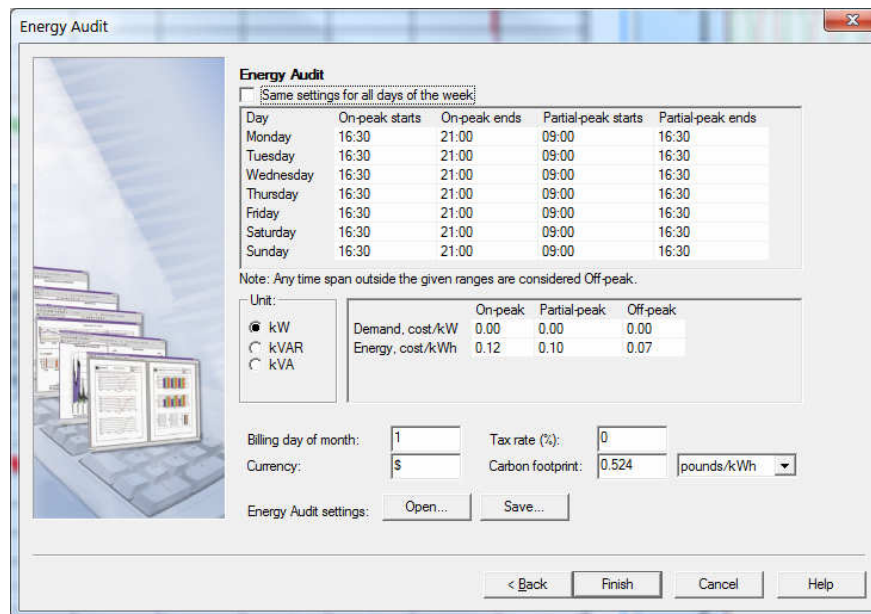 Energy Audit
Energy Audit
Same settings for all days of the week
Day On-peak starts On-peak ends Partial-peak starts Partial-peak ends
Monday 16:30 21:00 09:00 16:30
Tuesday 16:30 21:00 09:00 16:30
Wednesday 16:30 21:00 09:00 16:30
Thursday 16:30 21:00 09:00 16:30
Friday 16:30 21:00 09:00 16:30
Saturday 16:30 21:00 09:00 16:30
Sunday 16:30 21:00 09:00 16:30
Note: Any time span outside the given ranges are considered Off-peak.
Unit:
kW
kVAR
kVA
On-peak Partial-peak Off-peak
Demand, cost/kW 0.00 0.00 0.00
Energy, cost/kWh 0.12 0.10 0.07
Billing day of month: 1 Tax rate (%): 0
Currency: $ Carbon footprint: 0.524 pounds/kWh
Energy Audit settings: Open... Save...
< Back Finish Cancel Help